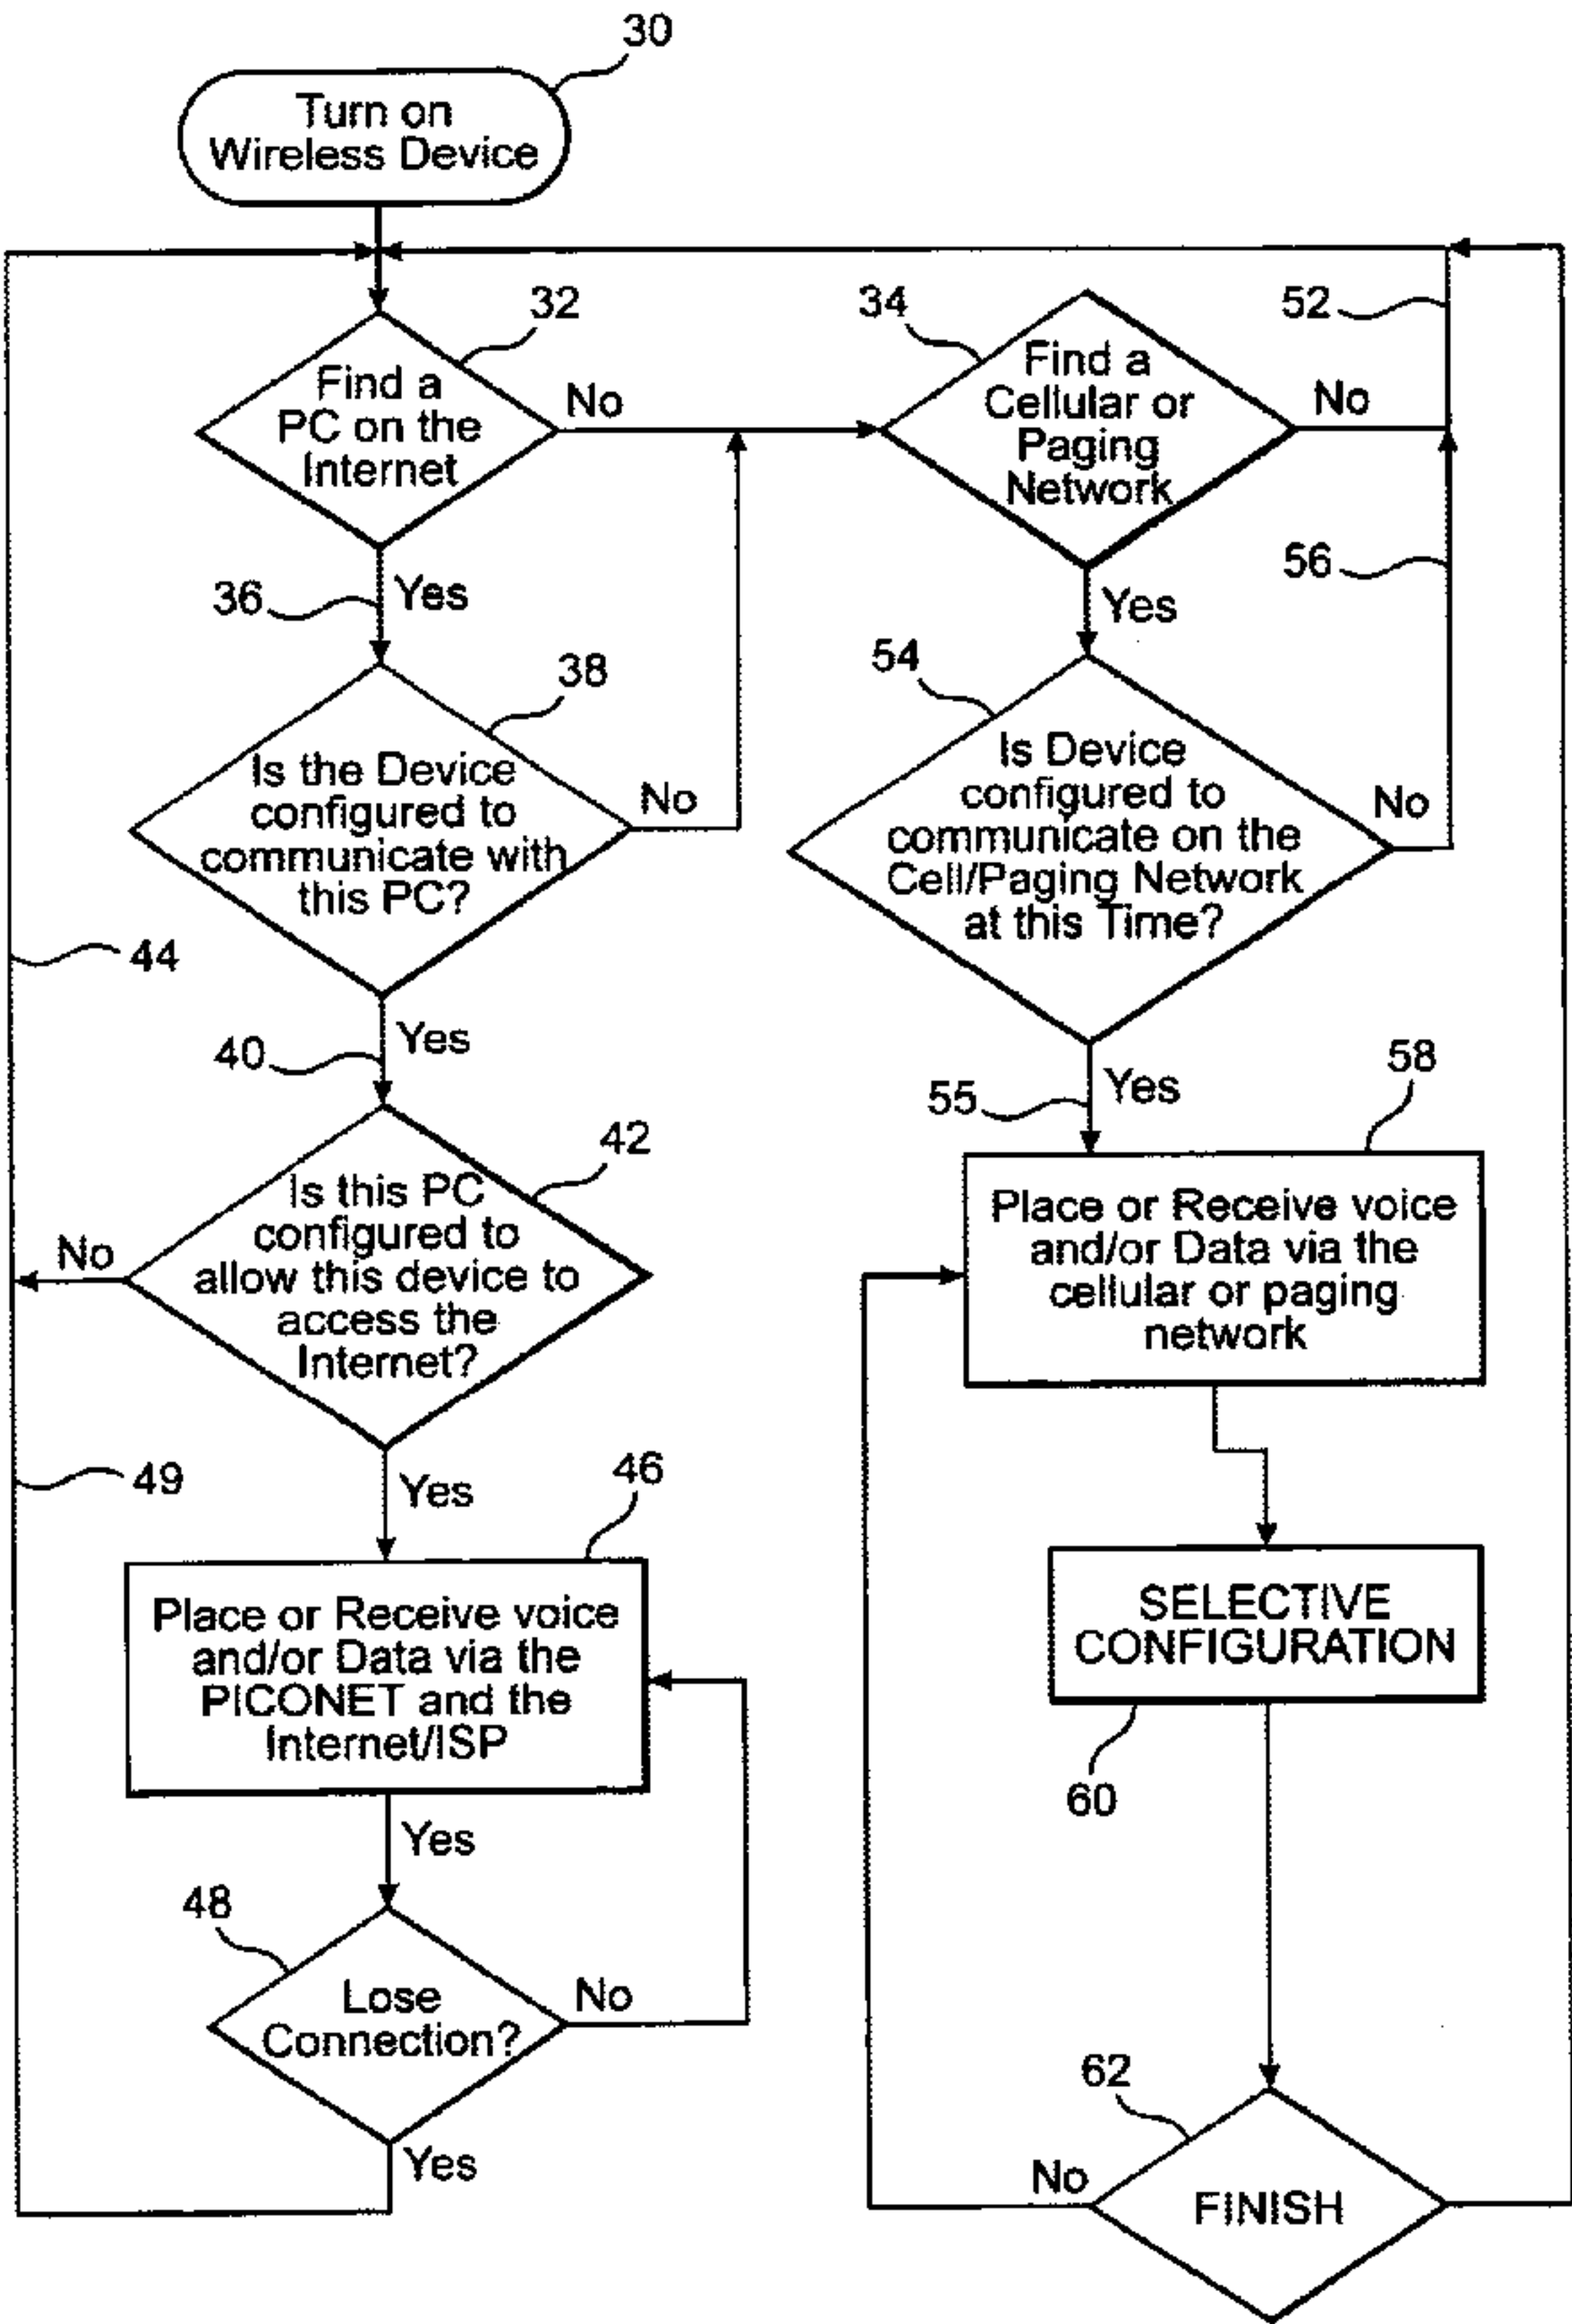 30
Turn on
Wireless Device
32
Find a
PC on the
Internet
No
34
Find a
Cellular or
Paging
Network
No
52
36
Yes
Yes
56
38
Is the Device
configured to
communicate with
this PC?
No
54
Is Device
configured to
communicate on the
Cell/Paging Network
at this Time?
No
44
40
Yes
55
Yes
58
42
Is this PC
configured to
allow this device to
access the
Internet?
No
Place or Receive voice
and/or Data via the
cellular or paging
network
49
Yes
46
Place or Receive voice
and/or Data via the
PICONET and the
Internet/ISP
SELECTIVE
CONFIGURATION
60
Yes
48
Lose
Connection?
No
Yes
62
No
FINISH